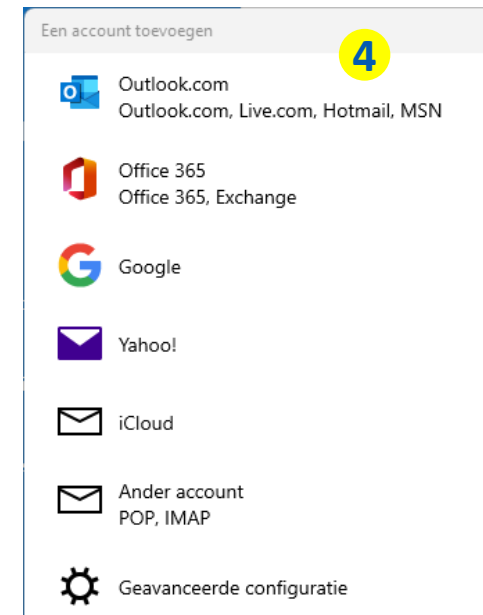 Een account toevoegen
4
Outlook.com
Outlook.com, Live.com, Hotmail, MSN
Office 365
Office 365, Exchange
Google
Yahoo!
iCloud
Ander account
POP, IMAP
Geavanceerde configuratie